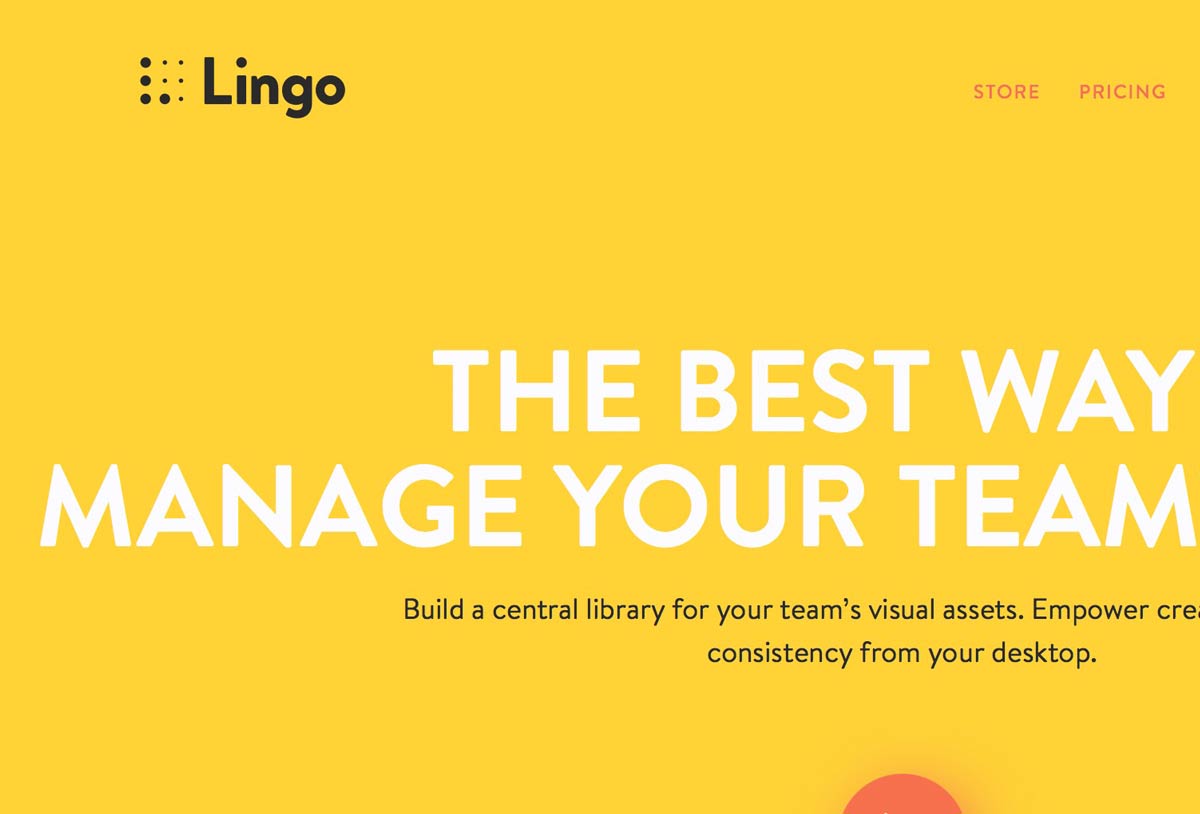 Lingo
STORE PRICING
THE BEST WAY
MANAGE YOUR TEAM
Build a central library for your team’s visual assets. Empower crea
consistency from your desktop.